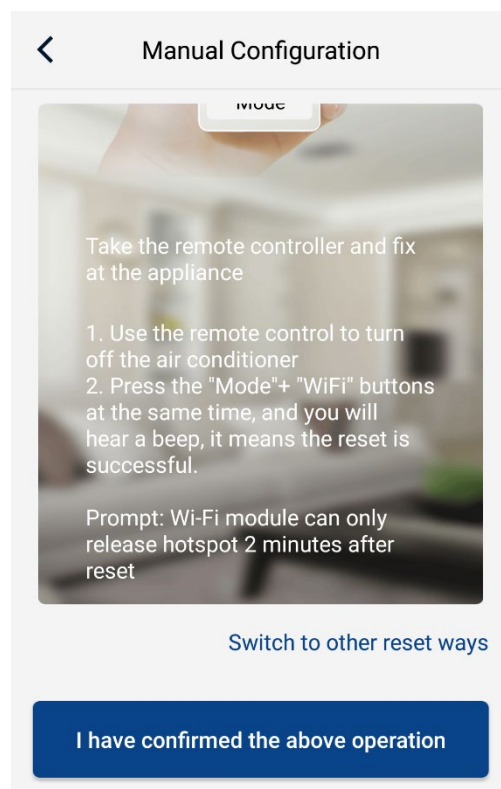 Manual Configuration
Mode
Take the remote controller and fix
at the appliance
1. Use the remote control to turn
off the air conditioner
2. Press the "Mode"+ "WiFi" buttons
at the same time, and you will
hear a beep, it means the reset is
successful.
Prompt: Wi-Fi module can only
release hotspot 2 minutes after
reset
Switch to other reset ways
I have confirmed the above operation